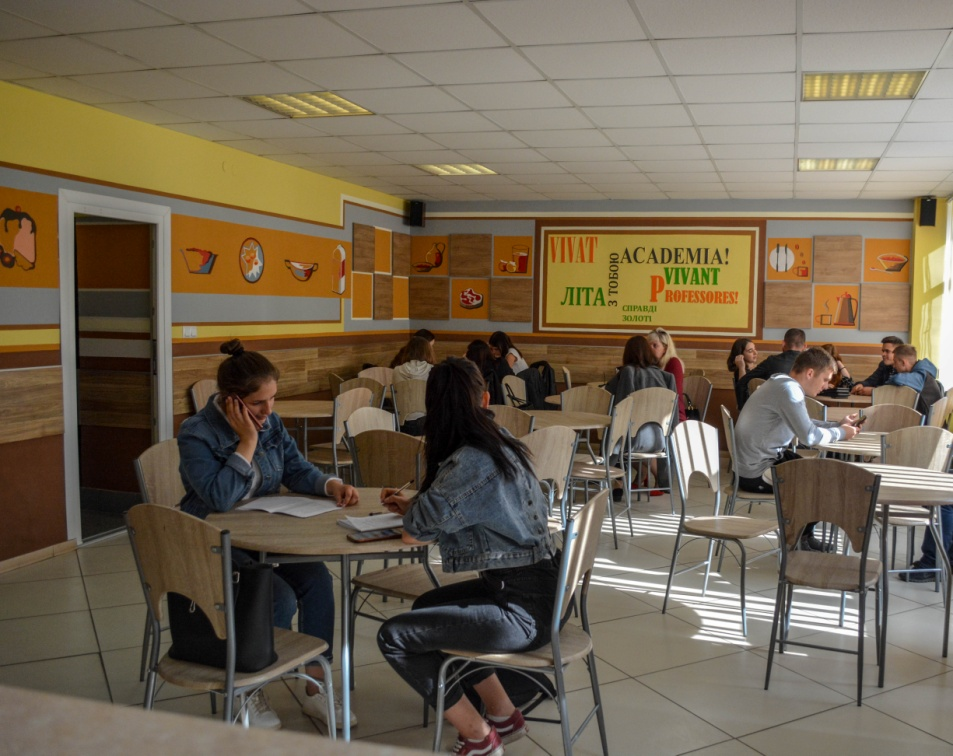 VIVAT
ACADEMIA!
VIVANT
PROFESSORES!
ЛІТА
З ТОБОЮ
СПРАВДІ
ЗОЛОТІ